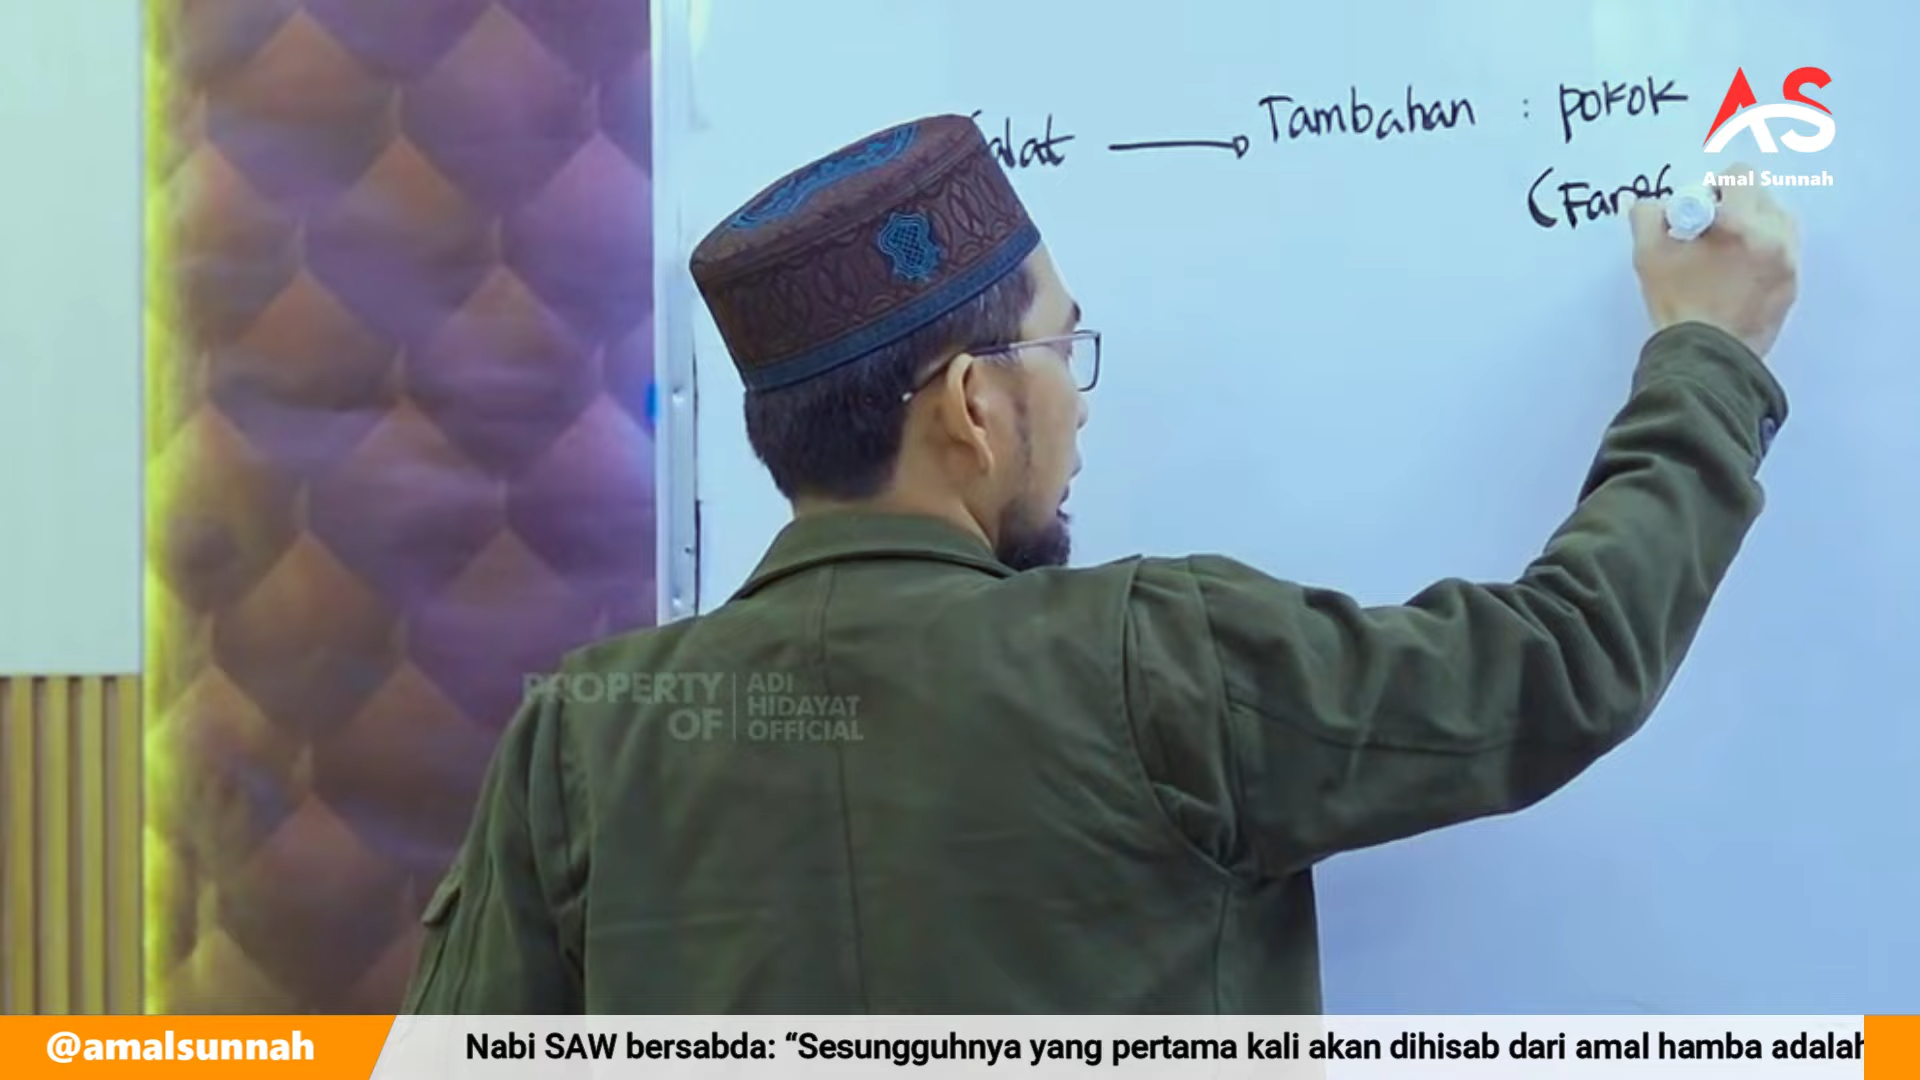 Tambahan : pokok
AS
Amal Sunnah
PROPERTY OF
ADI HIDAYAT OFFICIAL
@amalsunnah
Nabi SAW bersabda: “Sesungguhnya yang pertama kali akan dihisab dari amal hamba adalah